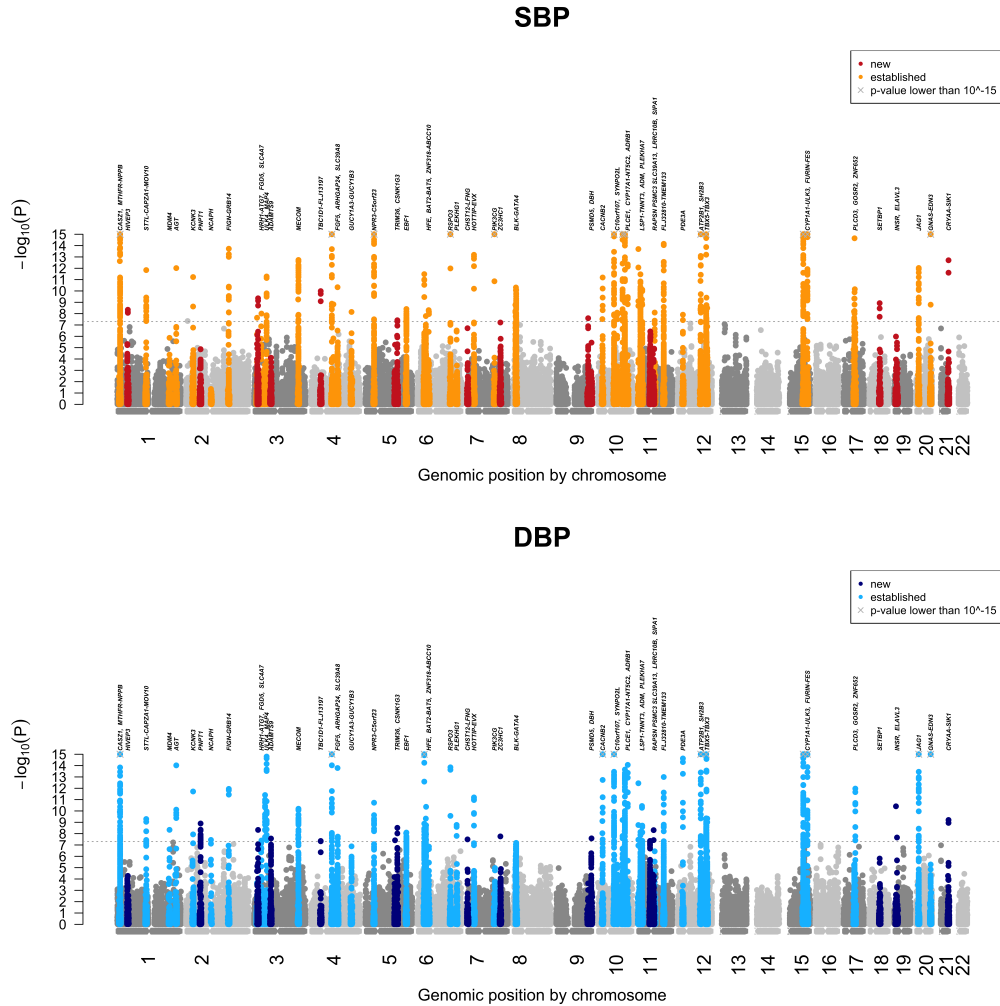 SBP
new
established
p-value lower than 10^-15
CASZ1, MTHFR-NPPB
HIVEP3
ST7L-CAPZA1-MOV10
MDM4
AGT
KCNK3
PNPT1
NCAPH
FIGN-GRB14
HRH1-ATG7, FGD5, SLC4A7
ADAMTS9
MECOM
TBC1D1-FLJ13197
FGF5, ARHGAP24, SLC39A8
GUCY1A3-GUCY1B3
NPR3-C5orf23
TRIM36, CSNK1G3
EBF1
HFE, BAT2-BAT5, ZNF318-ABCC10
RSPO3
PLEKHG1
CHST12-LFNG
HOTTIP-EVX
PIK3CG
ZC3HC1
BLK-GATA4
PSMD5, DBH
CACNB2
C10orf107, SYNPO2L
PLCE1, CYP17A1-NT5C2, ADRB1
LSP1-TNNT3, ADM, PLEKHA7
RAPSN PSMC3 SLC39A13, LRRC10B, SIPA1
FLJ32810-TMEM133
PDE3A
ATP2B1, SH2B3
TBX5-TBX3
CYP1A1-ULK3, FURIN-FES
PLCD3, GOSR2, ZNF652
SETBP1
INSR, ELAVL3
JAG1
GNAS-EDN3
CRYAA-SIK1
−log10(P)
15
14
13
12
11
10
9
8
7
6
5
4
3
2
1
0
1 2 3 4 5 6 7 8 9 10 11 12 13 14 15 16 17 18 19 20 21 22
Genomic position by chromosome
DBP
new
established
p-value lower than 10^-15
CASZ1, MTHFR-NPPB
HIVEP3
ST7L-CAPZA1-MOV10
MDM4
AGT
KCNK3
PNPT1
NCAPH
FIGN-GRB14
HRH1-ATG7, FGD5, SLC4A7
ADAMTS9
MECOM
TBC1D1-FLJ13197
FGF5, ARHGAP24, SLC39A8
GUCY1A3-GUCY1B3
NPR3-C5orf23
TRIM36, CSNK1G3
EBF1
HFE, BAT2-BAT5, ZNF318-ABCC10
RSPO3
PLEKHG1
CHST12-LFNG
HOTTIP-EVX
PIK3CG
ZC3HC1
BLK-GATA4
PSMD5, DBH
CACNB2
C10orf107, SYNPO2L
PLCE1, CYP17A1-NT5C2, ADRB1
LSP1-TNNT3, ADM, PLEKHA7
RAPSN PSMC3 SLC39A13, LRRC10B, SIPA1
FLJ32810-TMEM133
PDE3A
ATP2B1, SH2B3
TBX5-TBX3
CYP1A1-ULK3, FURIN-FES
PLCD3, GOSR2, ZNF652
SETBP1
INSR, ELAVL3
JAG1
GNAS-EDN3
CRYAA-SIK1
−log10(P)
15
14
13
12
11
10
9
8
7
6
5
4
3
2
1
0
1 2 3 4 5 6 7 8 9 10 11 12 13 14 15 16 17 18 19 20 21 22
Genomic position by chromosome